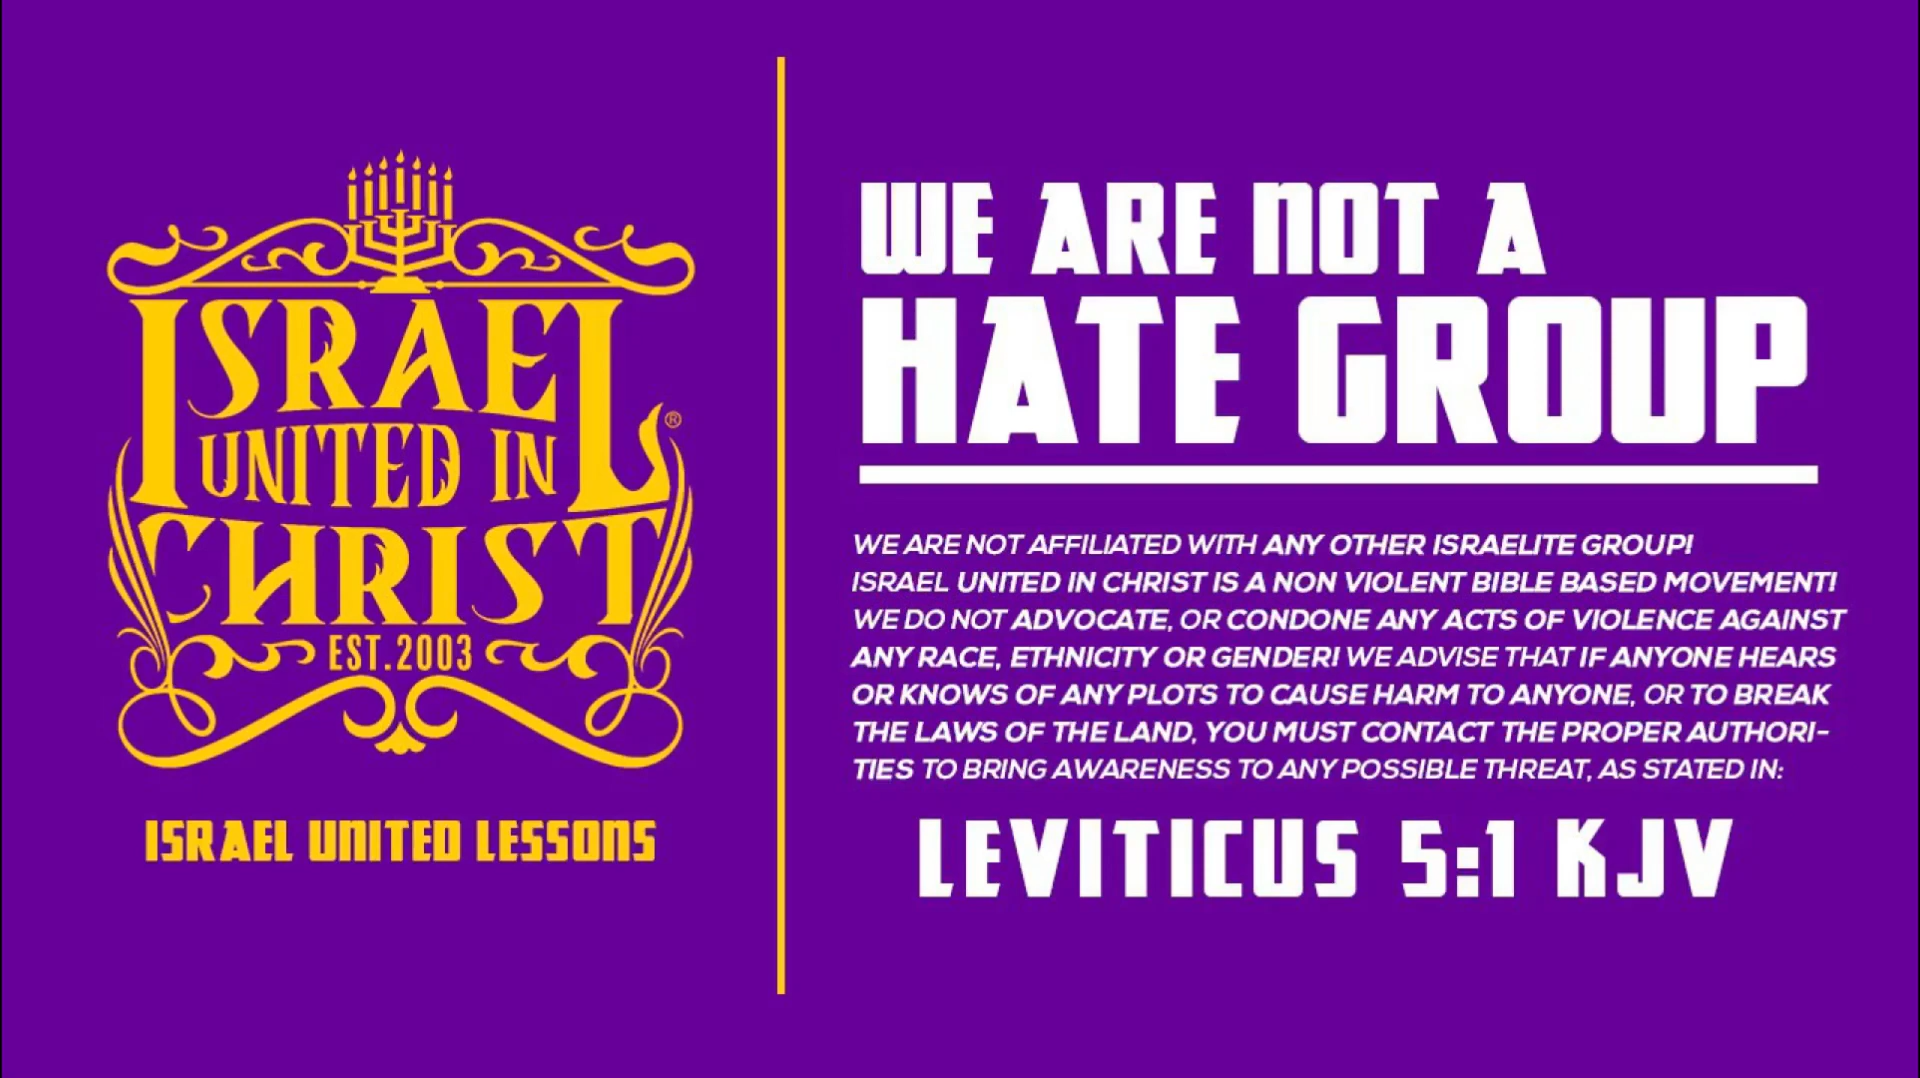 ISRAEL
UNITED IN
CHRIST
®
EST.2003
ISRAEL UNITED LESSONS
WE ARE NOT A
HATE GROUP
WE ARE NOT AFFILIATED WITH ANY OTHER ISRAELITE GROUP!
ISRAEL UNITED IN CHRIST IS A NON VIOLENT BIBLE BASED MOVEMENT!
WE DO NOT ADVOCATE, OR CONDONE ANY ACTS OF VIOLENCE AGAINST
ANY RACE, ETHNICITY OR GENDER! WE ADVISE THAT IF ANYONE HEARS
OR KNOWS OF ANY PLOTS TO CAUSE HARM TO ANYONE, OR TO BREAK
THE LAWS OF THE LAND, YOU MUST CONTACT THE PROPER AUTHORI-
TIES TO BRING AWARENESS TO ANY POSSIBLE THREAT, AS STATED IN:
LEVITICUS 5:1 KJV